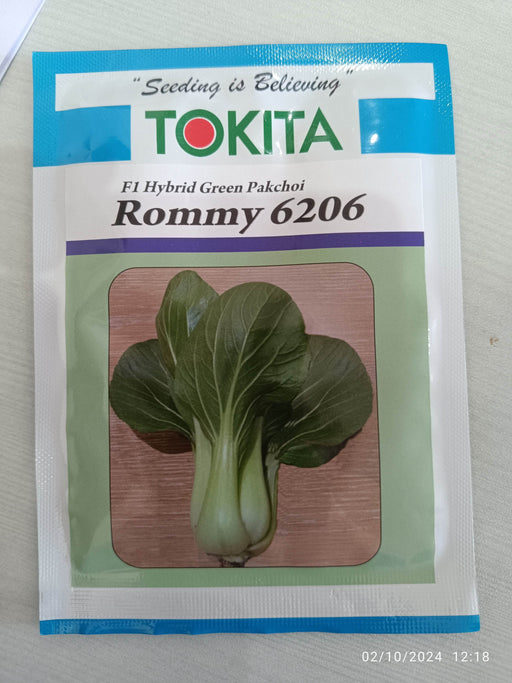 "Seeding is Believing"
TOKITA
F1 Hybrid Green Pakchoi
Rommy 6206
02/10/2024 12:18